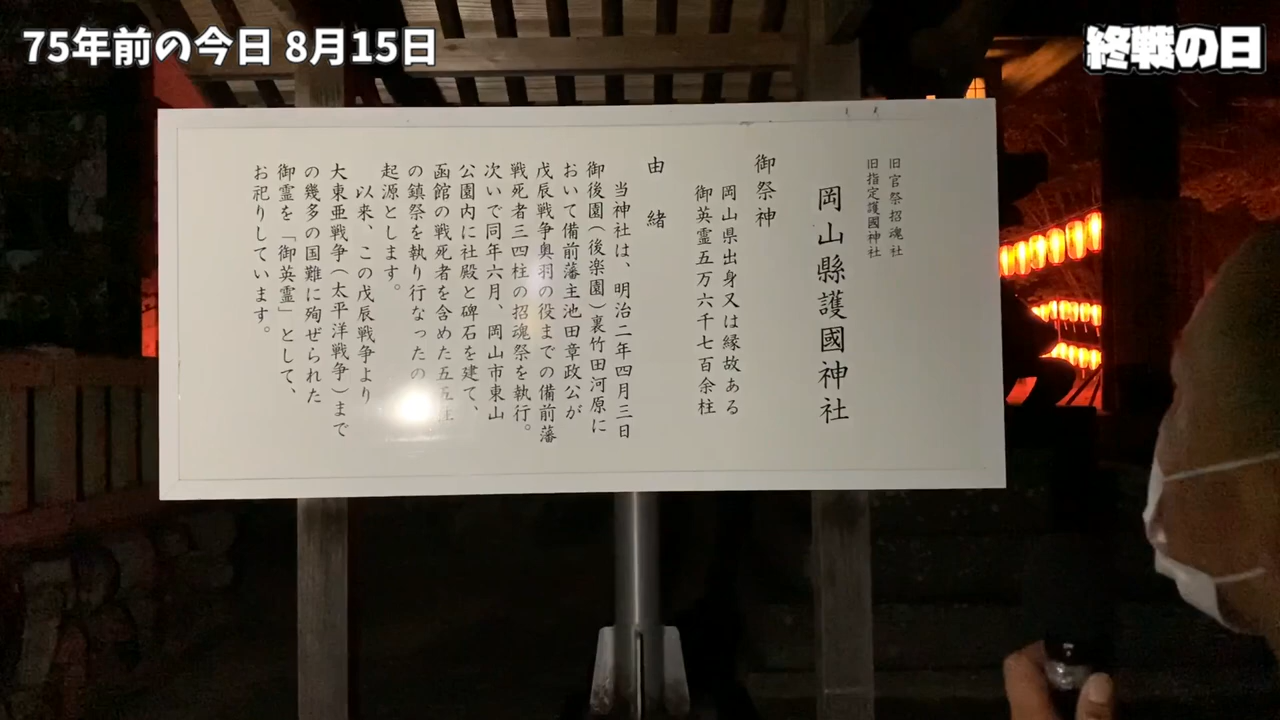 75年前の今日 8月15日
終戦の日
旧官祭招魂社
旧指定護國神社
岡山縣護國神社
御祭神
岡山県出身又は縁故ある
御英霊五万六千七百余柱
由緒
当神社は、明治二年四月三日
御後園(後楽園)裏竹田河原に
おいて備前藩主池田章政公が
戊辰戦争奥羽の役までの備前藩
戦死者三四柱の招魂祭を執行。
次いで同年六月、岡山市東山
公園内に社殿と碑石を建て、
函館の戦死者を含めた五五柱
の鎮祭を執り行なったの
起源とします。
以来、この戊辰戦争より
大東亜戦争(太平洋戦争)まで
の幾多の国難に殉ぜられた
御霊を「御英霊」として、
お祀りしています。